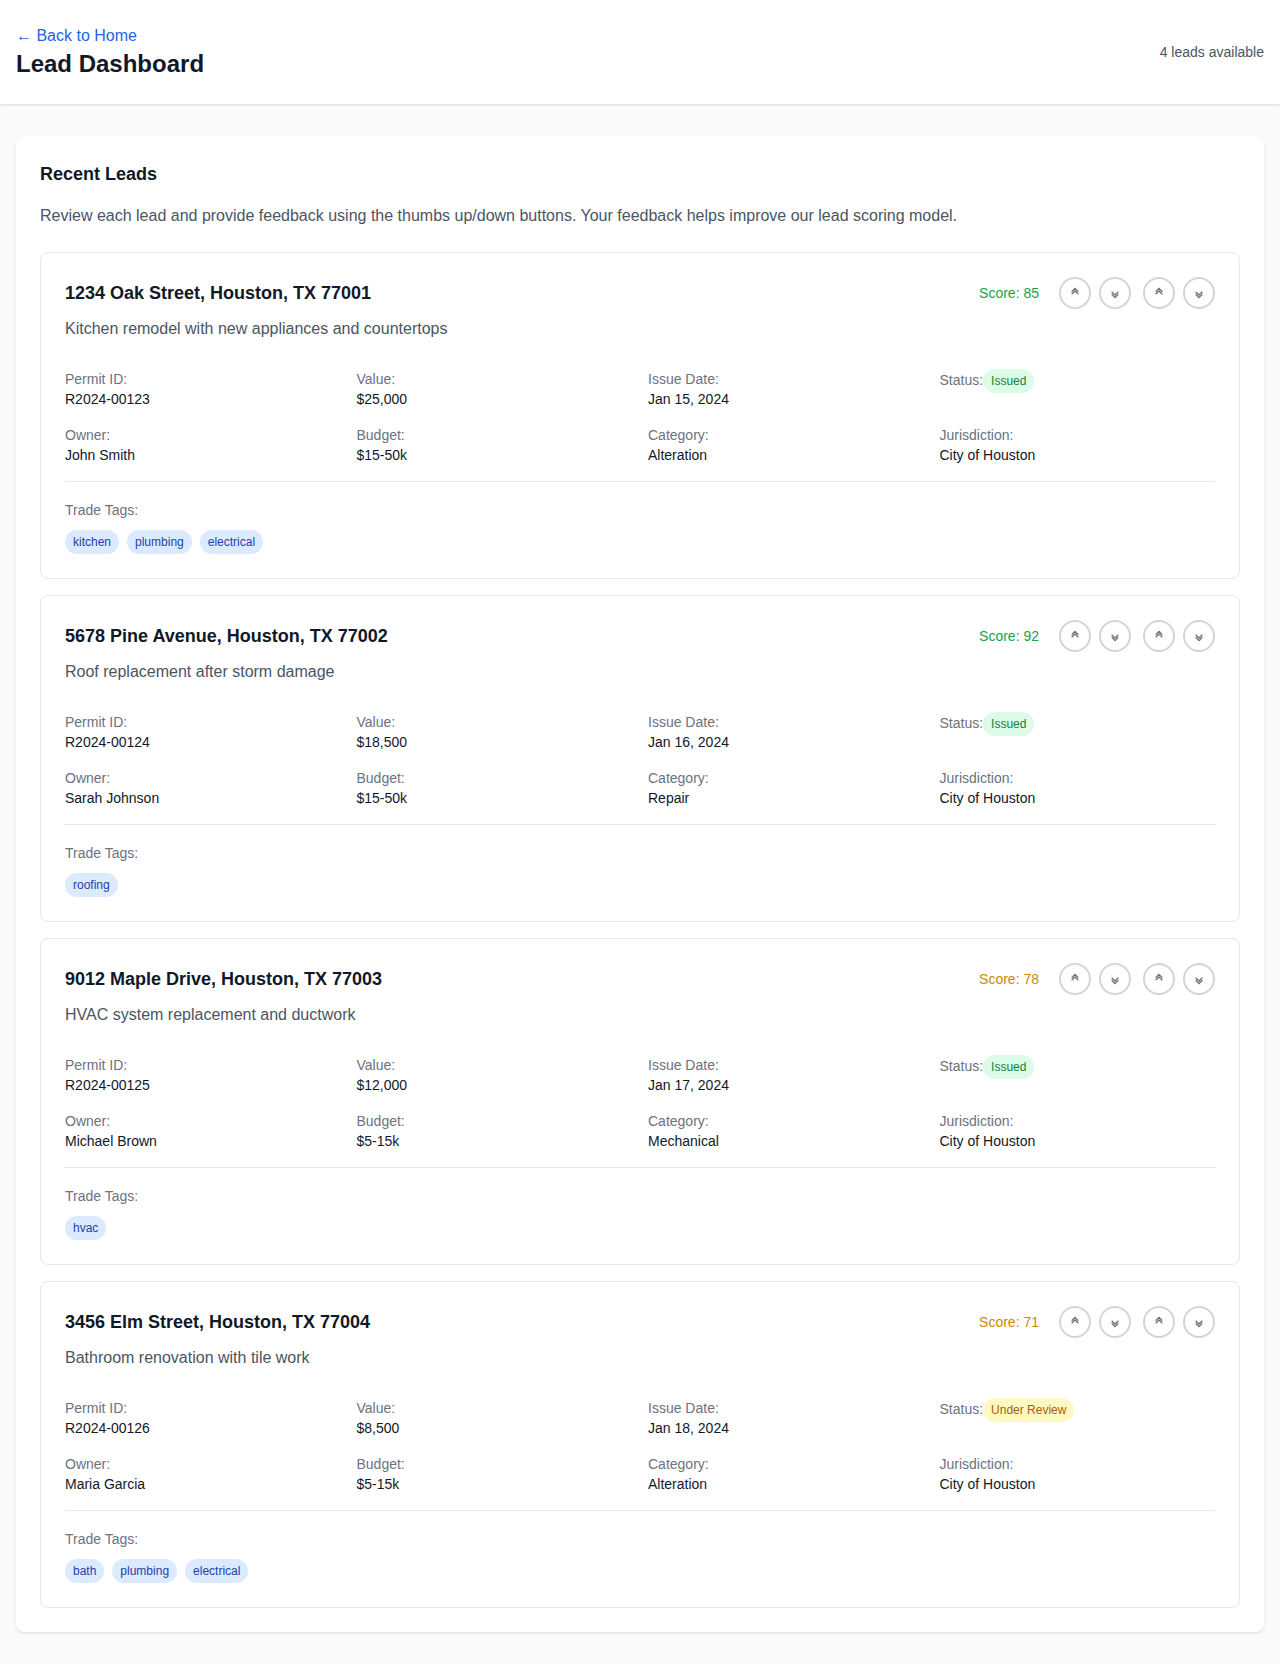 ← Back to Home
Lead Dashboard
4 leads available
Recent Leads
Review each lead and provide feedback using the thumbs up/down buttons. Your feedback helps improve our lead scoring model.
1234 Oak Street, Houston, TX 77001
Score: 85
Kitchen remodel with new appliances and countertops
Permit ID: Value: Issue Date: Status: Issued
R2024-00123 $25,000 Jan 15, 2024
Owner: Budget: Category: Jurisdiction:
John Smith $15-50k Alteration City of Houston
Trade Tags:
kitchen plumbing electrical
5678 Pine Avenue, Houston, TX 77002
Score: 92
Roof replacement after storm damage
Permit ID: Value: Issue Date: Status: Issued
R2024-00124 $18,500 Jan 16, 2024
Owner: Budget: Category: Jurisdiction:
Sarah Johnson $15-50k Repair City of Houston
Trade Tags:
roofing
9012 Maple Drive, Houston, TX 77003
Score: 78
HVAC system replacement and ductwork
Permit ID: Value: Issue Date: Status: Issued
R2024-00125 $12,000 Jan 17, 2024
Owner: Budget: Category: Jurisdiction:
Michael Brown $5-15k Mechanical City of Houston
Trade Tags:
hvac
3456 Elm Street, Houston, TX 77004
Score: 71
Bathroom renovation with tile work
Permit ID: Value: Issue Date: Status: Under Review
R2024-00126 $8,500 Jan 18, 2024
Owner: Budget: Category: Jurisdiction:
Maria Garcia $5-15k Alteration City of Houston
Trade Tags:
bath plumbing electrical